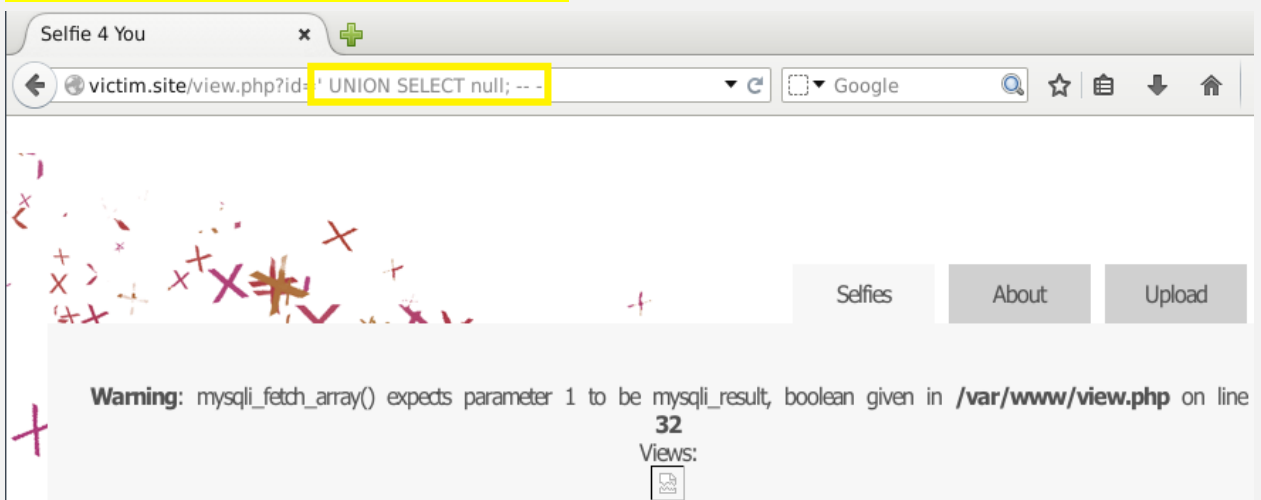 Selfie 4 You
victim.site/view.php?id=' UNION SELECT null; -- -
Google
Selfies About Upload
Warning: mysqli_fetch_array() expects parameter 1 to be mysqli_result, boolean given in /var/www/view.php on line
32
Views: